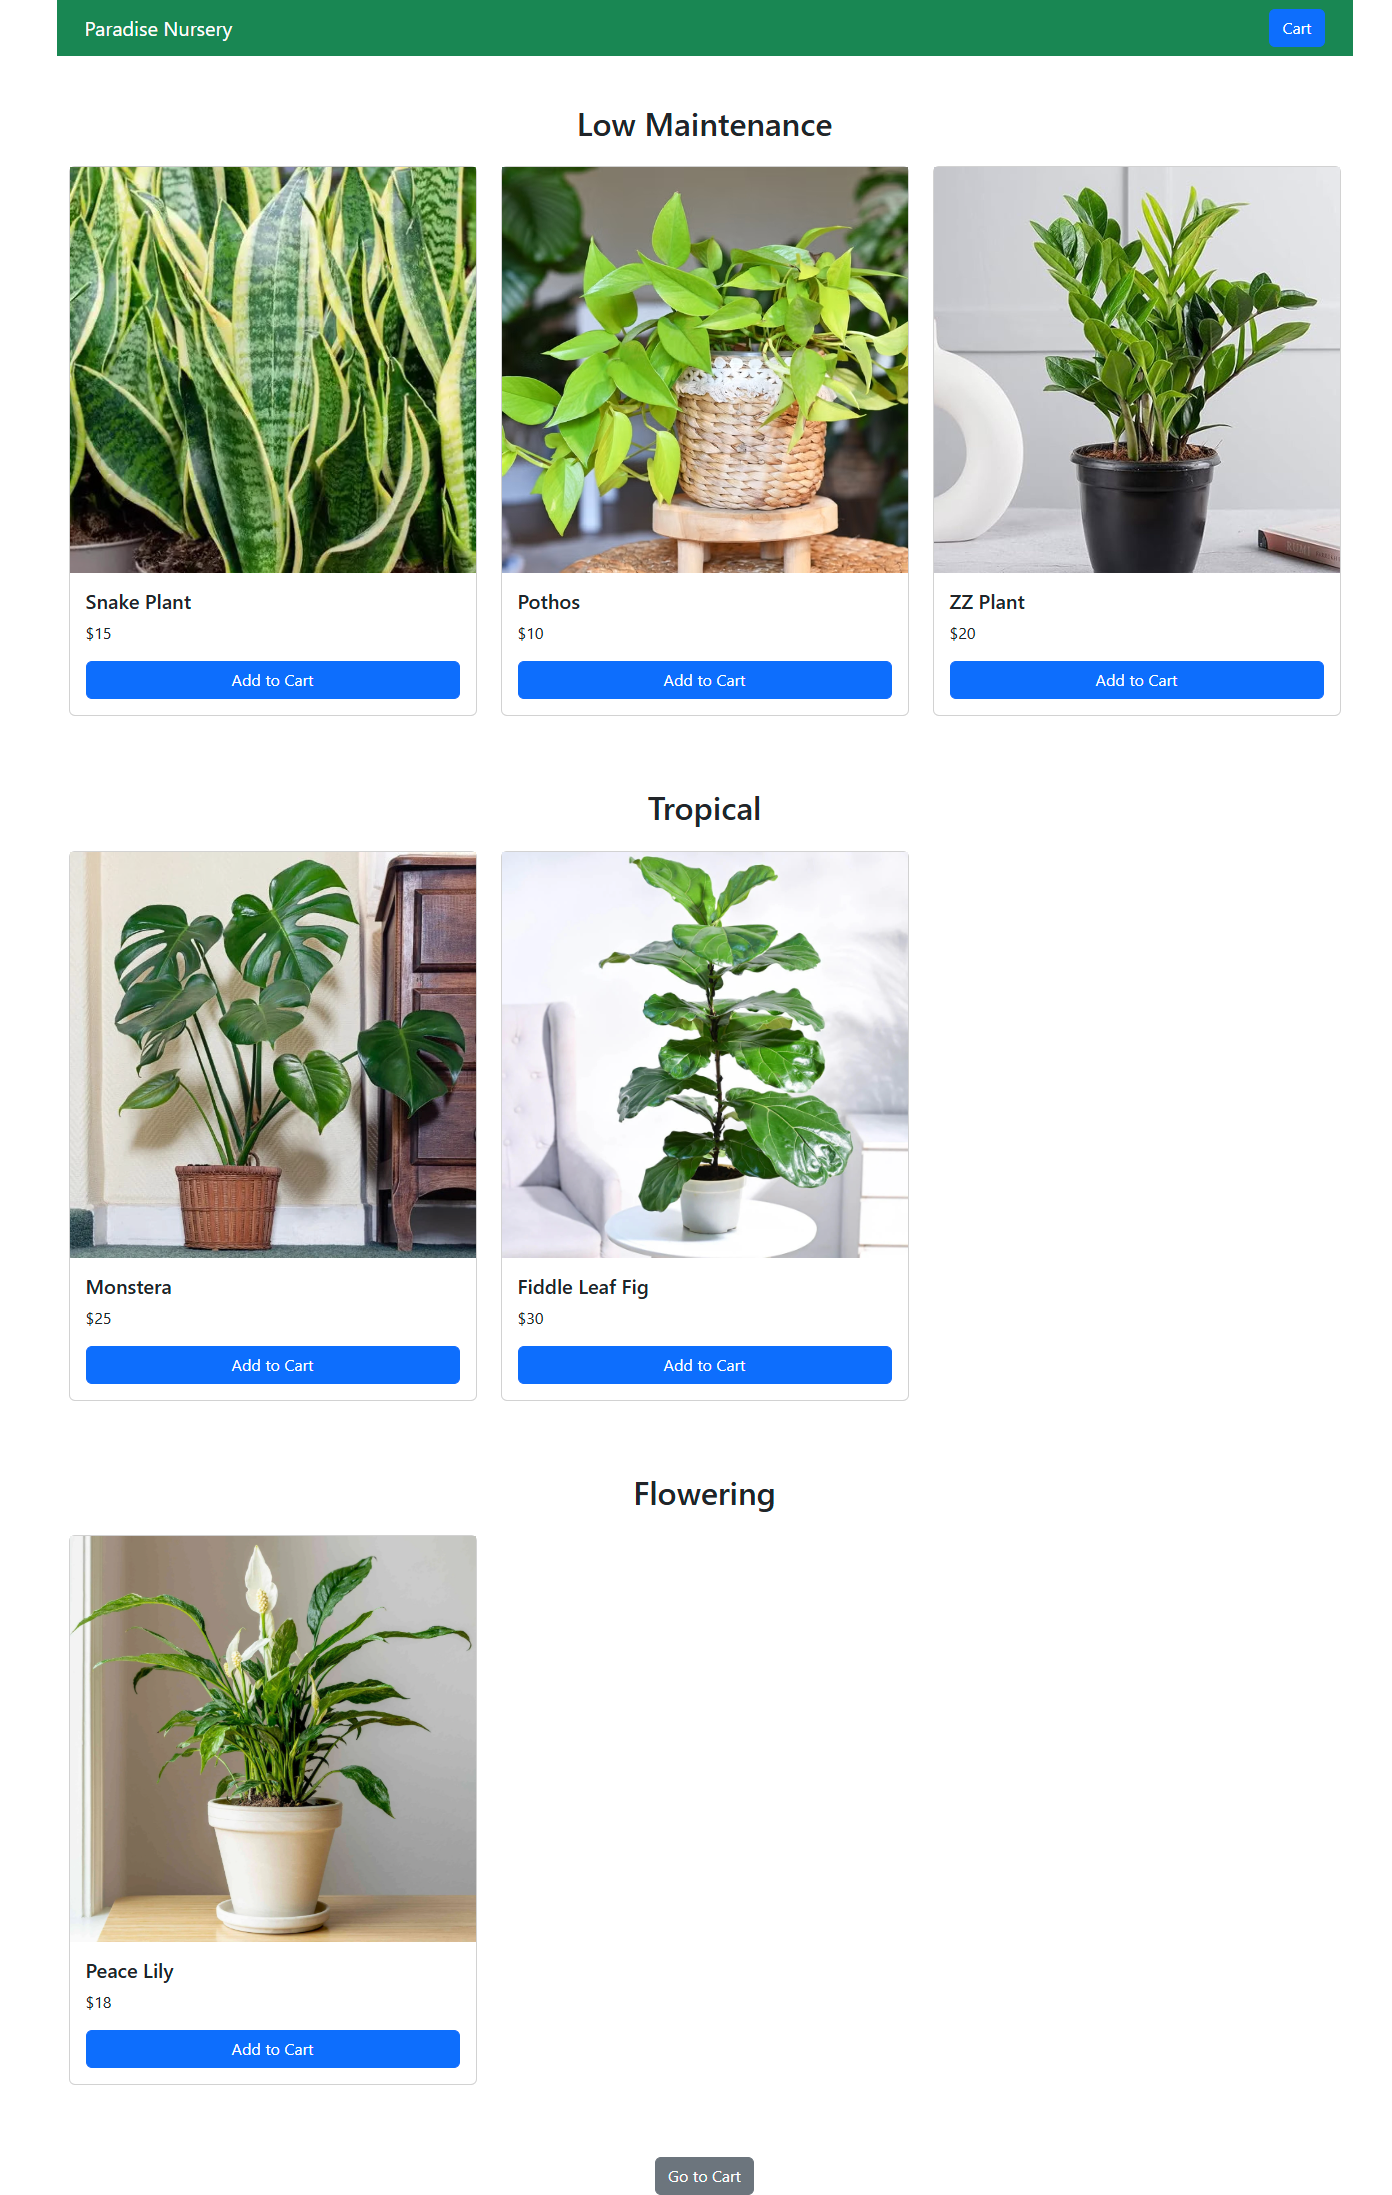 Paradise Nursery
Cart
Low Maintenance
RUMI
Snake Plant
$15
Add to Cart
Pothos
$10
Add to Cart
ZZ Plant
$20
Add to Cart
Tropical
Monstera
$25
Add to Cart
Fiddle Leaf Fig
$30
Add to Cart
Flowering
Peace Lily
$18
Add to Cart
Go to Cart